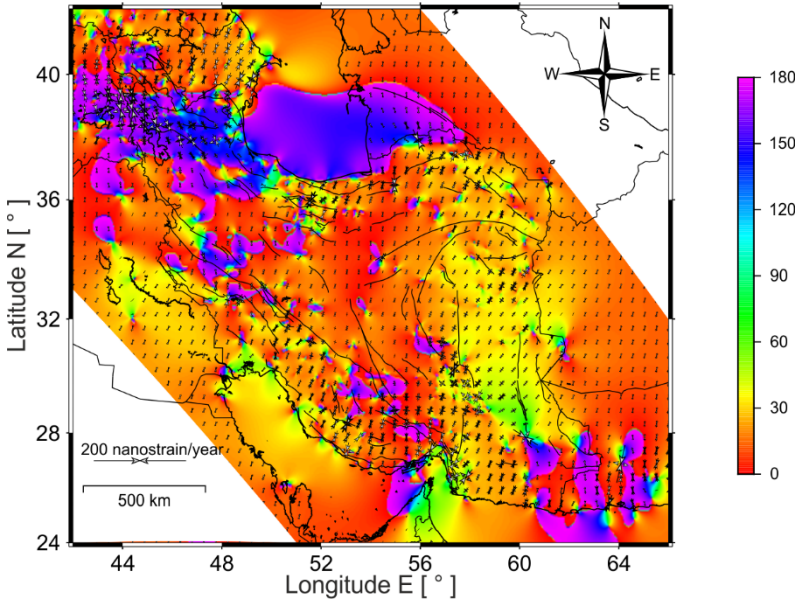 N
W E
S
40
36
32
28
24
Latitude N [ ° ]
200 nanostrain/year
500 km
44 48 52 56 60 64
Longitude E [ ° ]
180
150
120
90
60
30
0